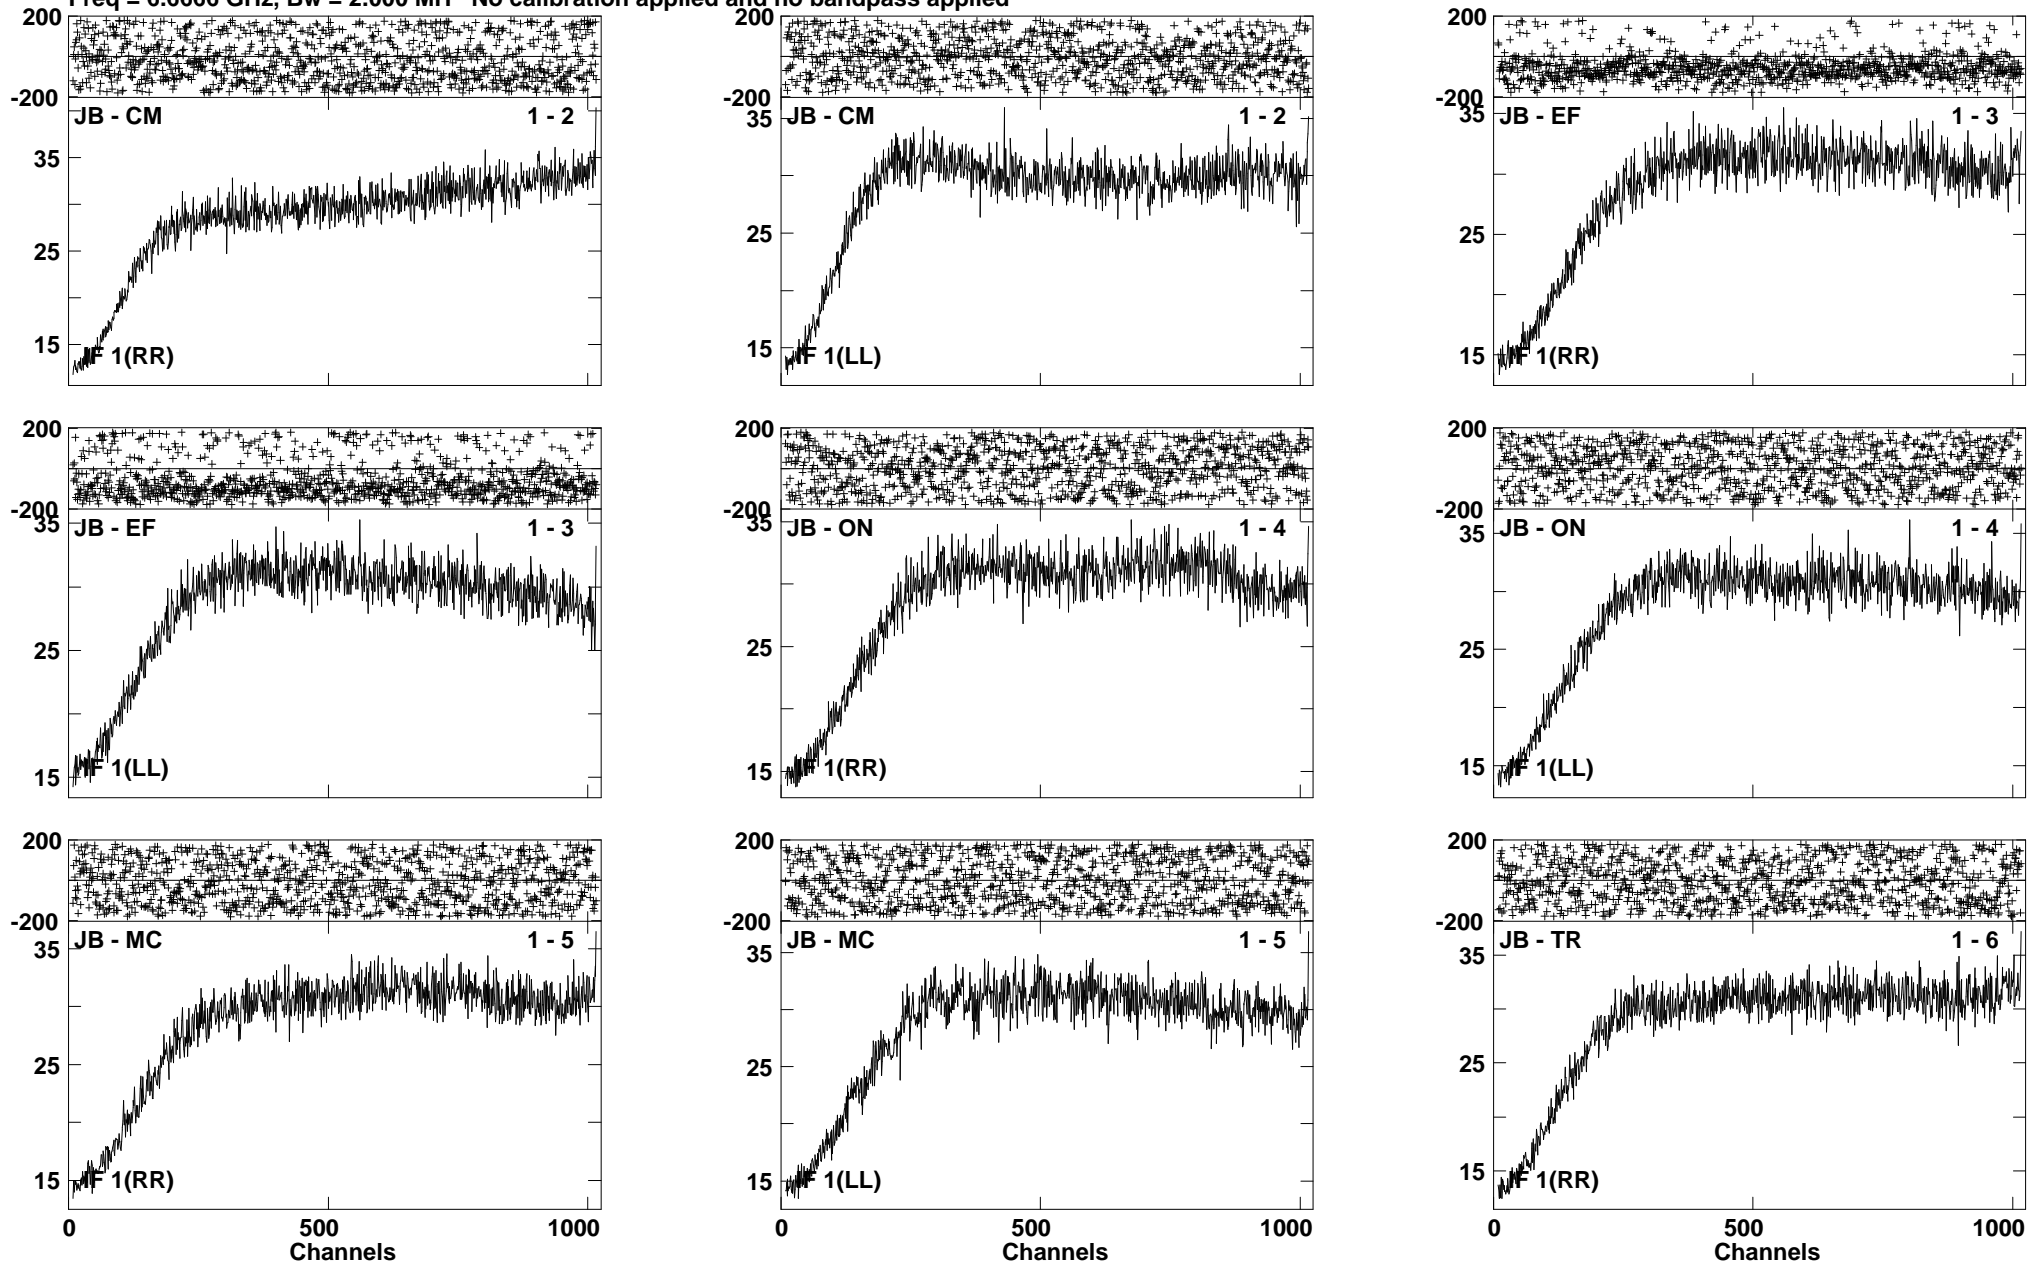 No calibration applied and no bandpass applied
200
-200
JB - CM 1 - 2
35
25
15
IF 1(RR)
200
-200
JB - CM 1 - 2
35
25
15
IF 1(LL)
200
-200
JB - EF 1 - 3
35
25
15
IF 1(RR)
200
-200
JB - EF 1 - 3
35
25
15
IF 1(LL)
200
-200
JB - ON 1 - 4
35
25
15
IF 1(RR)
200
-200
JB - ON 1 - 4
35
25
15
IF 1(LL)
200
-200
JB - MC 1 - 5
35
25
15
IF 1(RR)
0 500 1000
Channels
200
-200
JB - MC 1 - 5
35
25
15
IF 1(LL)
0 500 1000
Channels
200
-200
JB - TR 1 - 6
35
25
15
IF 1(RR)
0 500 1000
Channels